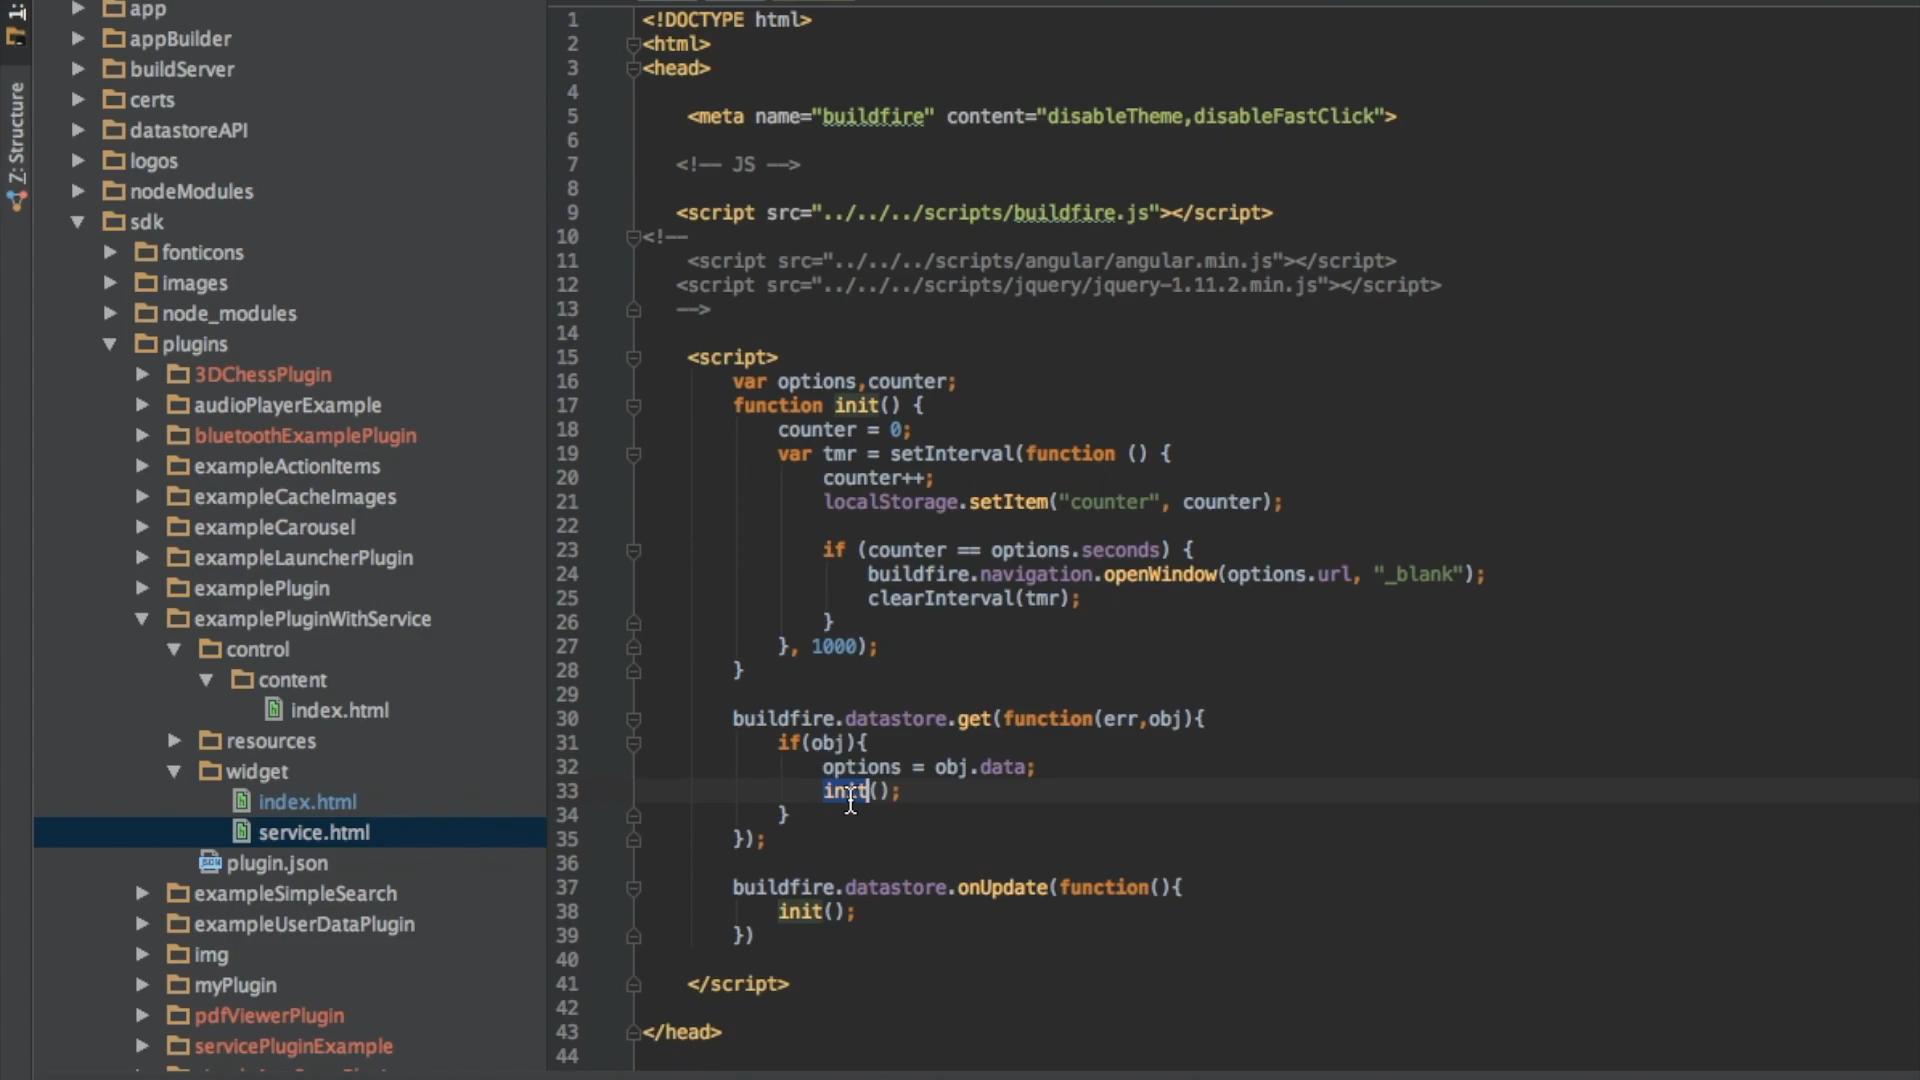 1:
Z: Structure
app
appBuilder
buildServer
certs
datastoreAPI
logos
nodeModules
sdk
fonticons
images
node_modules
plugins
3DChessPlugin
audioPlayerExample
bluetoothExamplePlugin
exampleActionItems
exampleCacheImages
exampleCarousel
exampleLauncherPlugin
examplePlugin
examplePluginWithService
control
content
index.html
resources
widget
index.html
service.html
plugin.json
exampleSimpleSearch
exampleUserDataPlugin
img
myPlugin
pdfViewerPlugin
servicePluginExample
1 <!DOCTYPE html>
2 <html>
3 <head>
4
5 <meta name="buildfire" content="disableTheme,disableFastClick">
6
7 <!-- JS -->
8
9 <script src="../../../scripts/buildfire.js"></script>
10 <!--
11 <script src="../../../scripts/angular/angular.min.js"></script>
12 <script src="../../../scripts/jquery/jquery-1.11.2.min.js"></script>
13 -->
14
15 <script>
16 var options,counter;
17 function init() {
18 counter = 0;
19 var tmr = setInterval(function () {
20 counter++;
21 localStorage.setItem("counter", counter);
22
23 if (counter == options.seconds) {
24 buildfire.navigation.openWindow(options.url, "_blank");
25 clearInterval(tmr);
26 }
27 }, 1000);
28 }
29
30 buildfire.datastore.get(function(err,obj){
31 if(obj){
32 options = obj.data;
33 init();
34 }
35 });
36
37 buildfire.datastore.onUpdate(function(){
38 init();
39 })
40
41 </script>
42
43 </head>
44